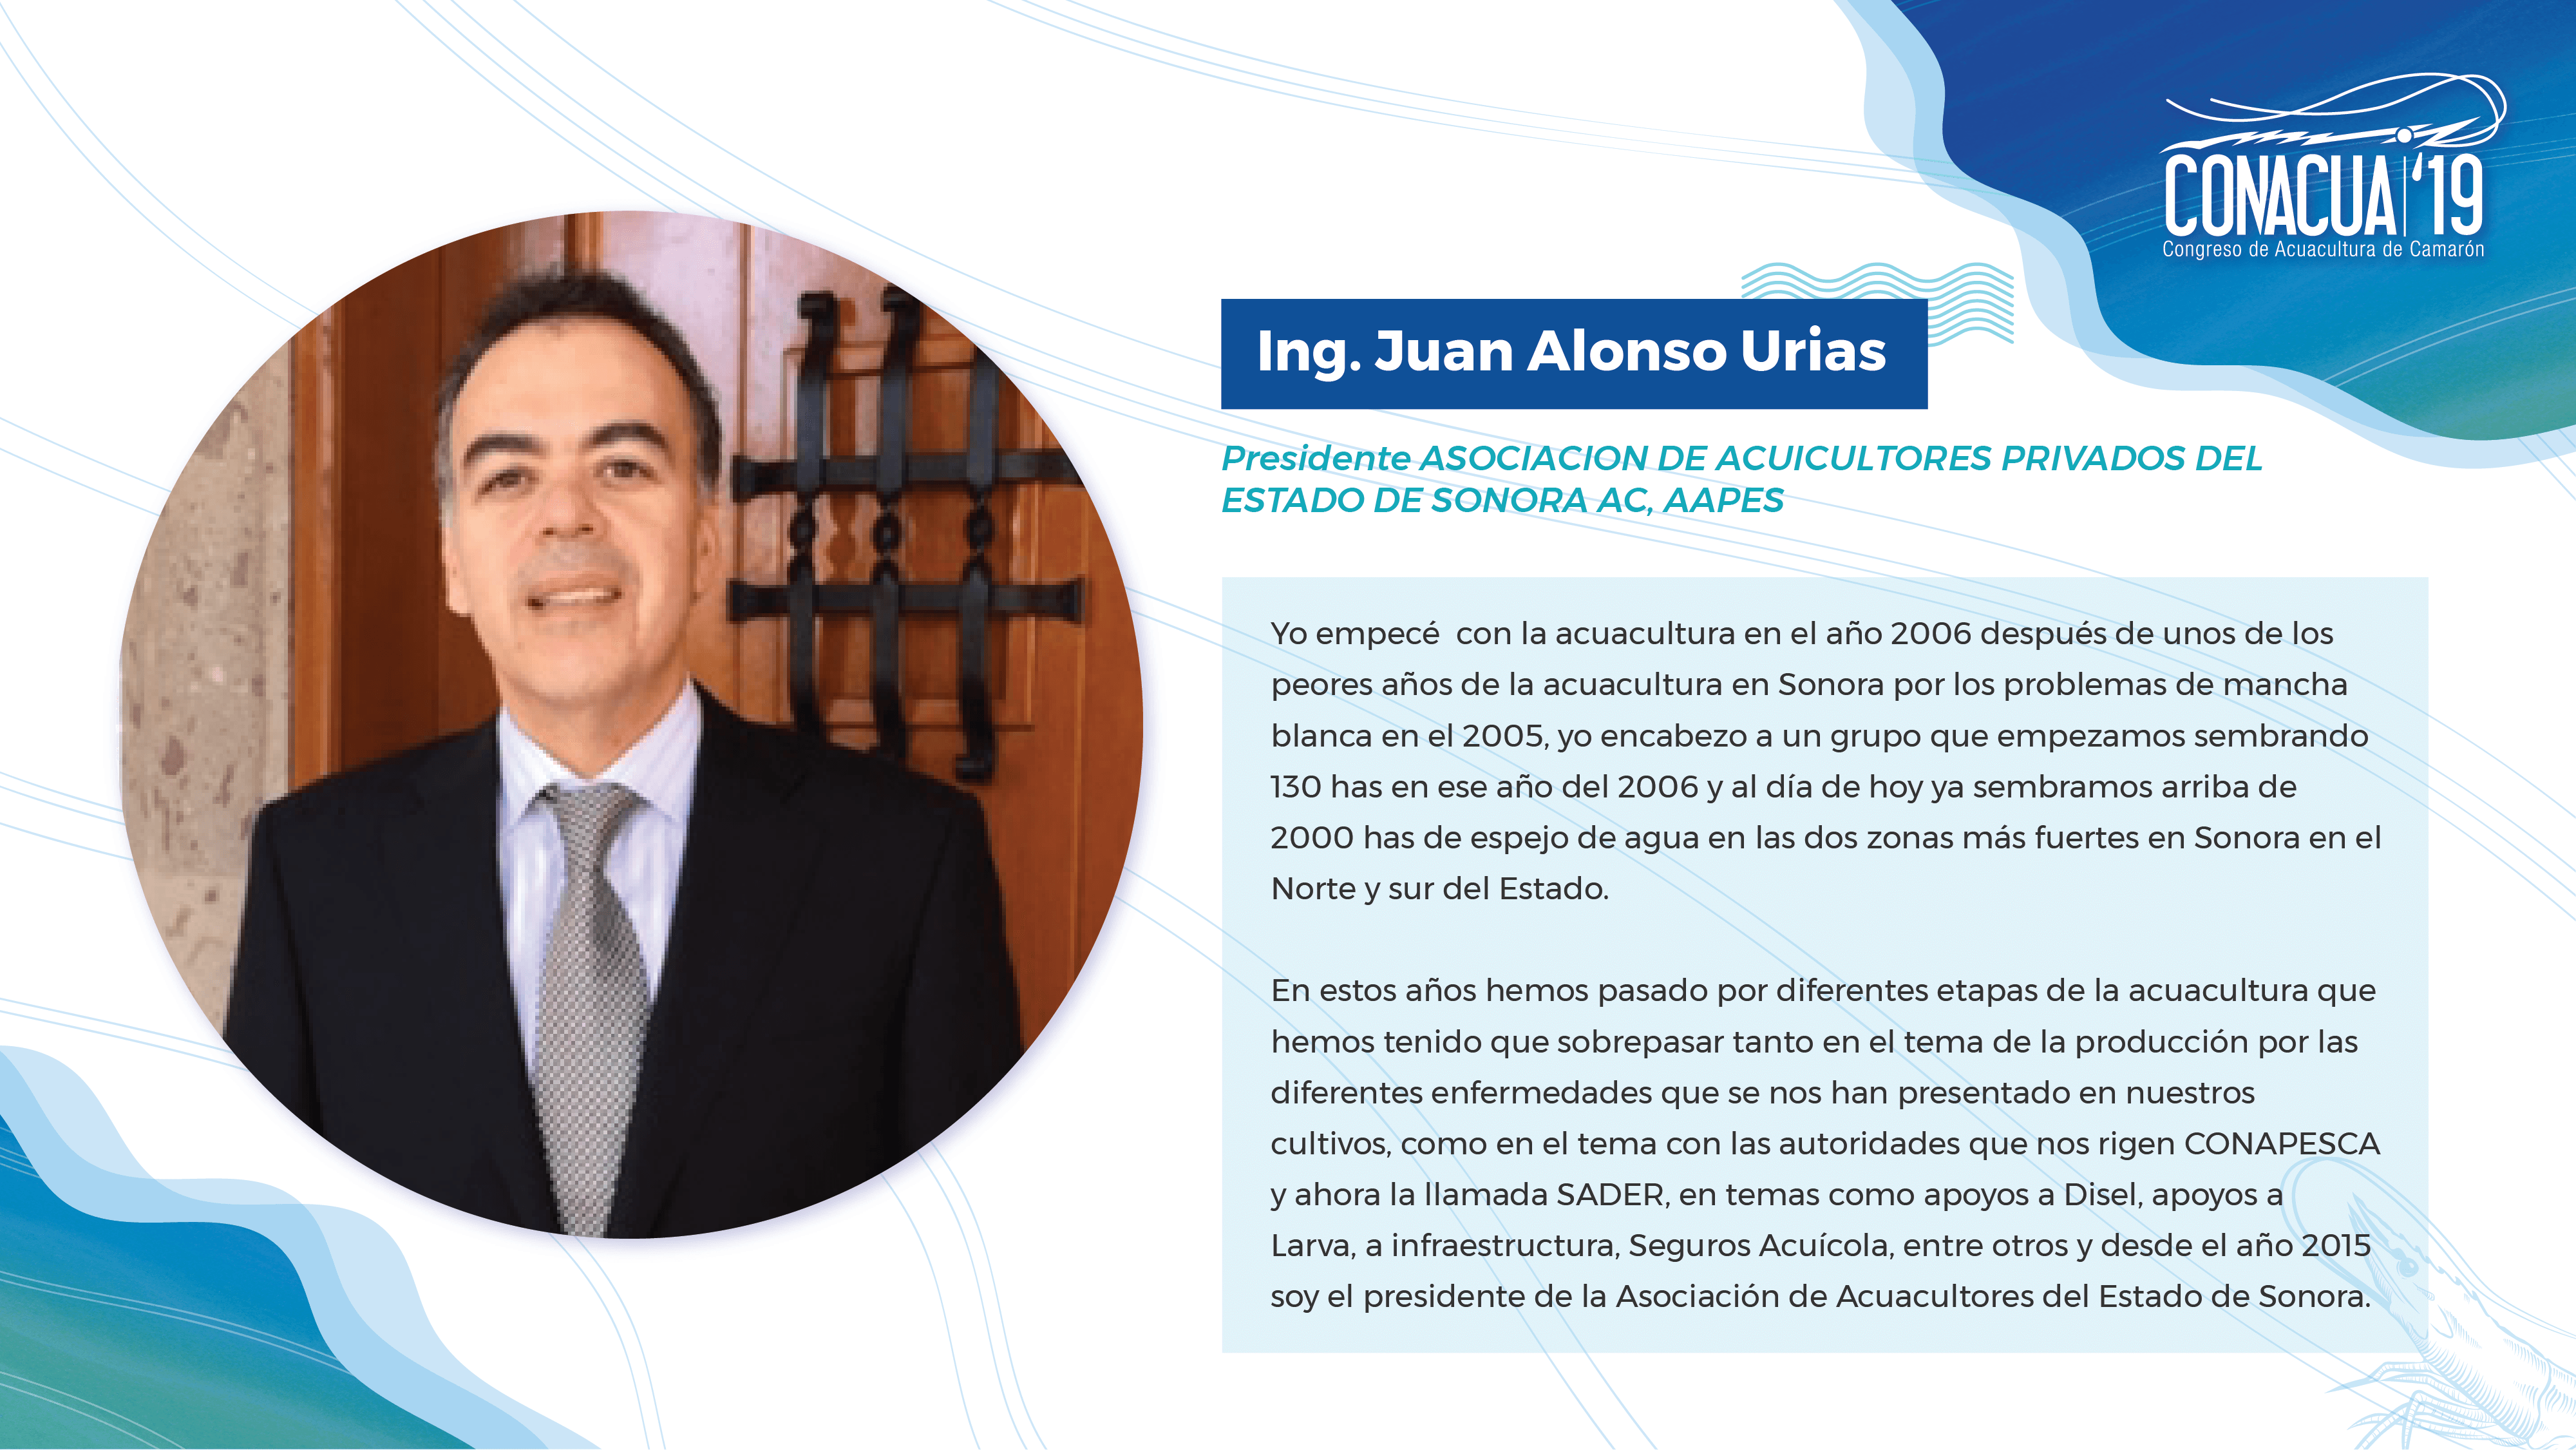 CONACUA '19
Congreso de Acuacultura de Camarón
Ing. Juan Alonso Urias
Presidente ASOCIACION DE ACUICULTORES PRIVADOS DEL
ESTADO DE SONORA AC, AAPES
Yo empecé  con la acuacultura en el año 2006 después de unos de los
peores años de la acuacultura en Sonora por los problemas de mancha
blanca en el 2005, yo encabezo a un grupo que empezamos sembrando
130 has en ese año del 2006 y al día de hoy ya sembramos arriba de
2000 has de espejo de agua en las dos zonas más fuertes en Sonora en el
Norte y sur del Estado.
En estos años hemos pasado por diferentes etapas de la acuacultura que
hemos tenido que sobrepasar tanto en el tema de la producción por las
diferentes enfermedades que se nos han presentado en nuestros
cultivos, como en el tema con las autoridades que nos rigen CONAPESCA
y ahora la llamada SADER, en temas como apoyos a Disel, apoyos a
Larva, a infraestructura, Seguros Acuícola, entre otros y desde el año 2015
soy el presidente de la Asociación de Acuacultores del Estado de Sonora.